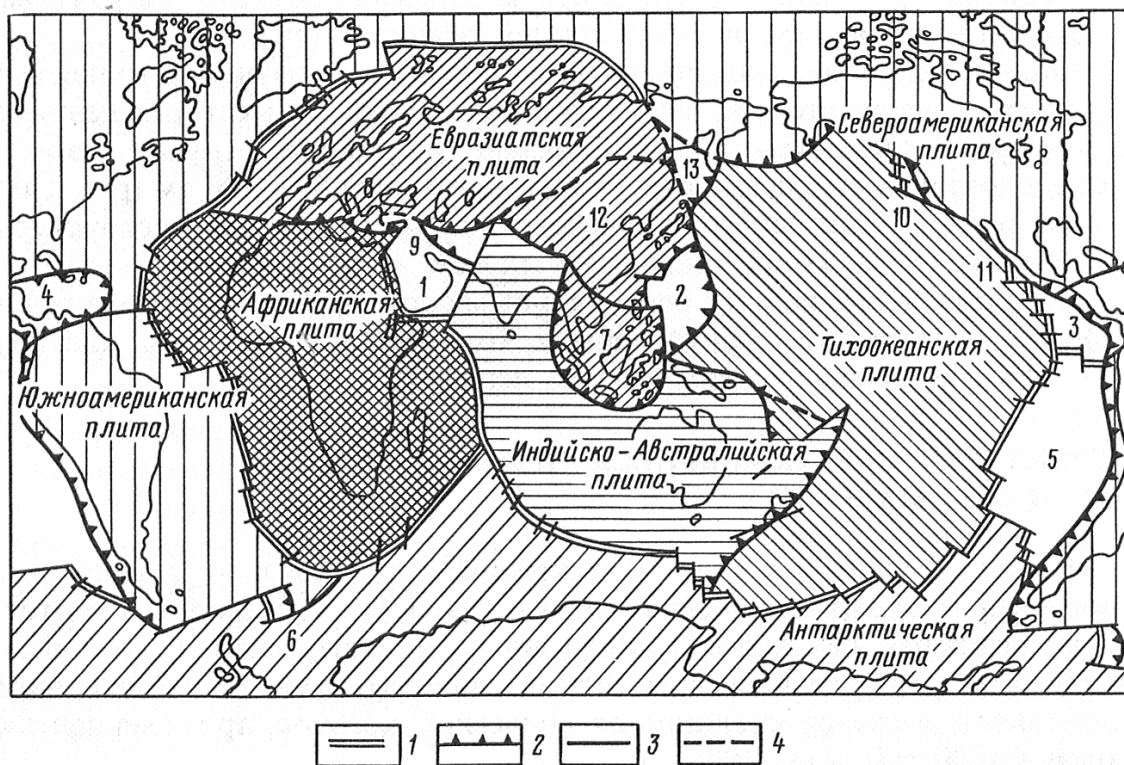 Евразиатская
плита
Североамериканская
плита
13
8
12
10
9
11
4
1
2
3
Африканская
плита
7
Тихоокеанская
плита
Южноамериканская
плита
Индийско-Австралийская
плита
5
6
Антарктическая
плита
1 2 3 4